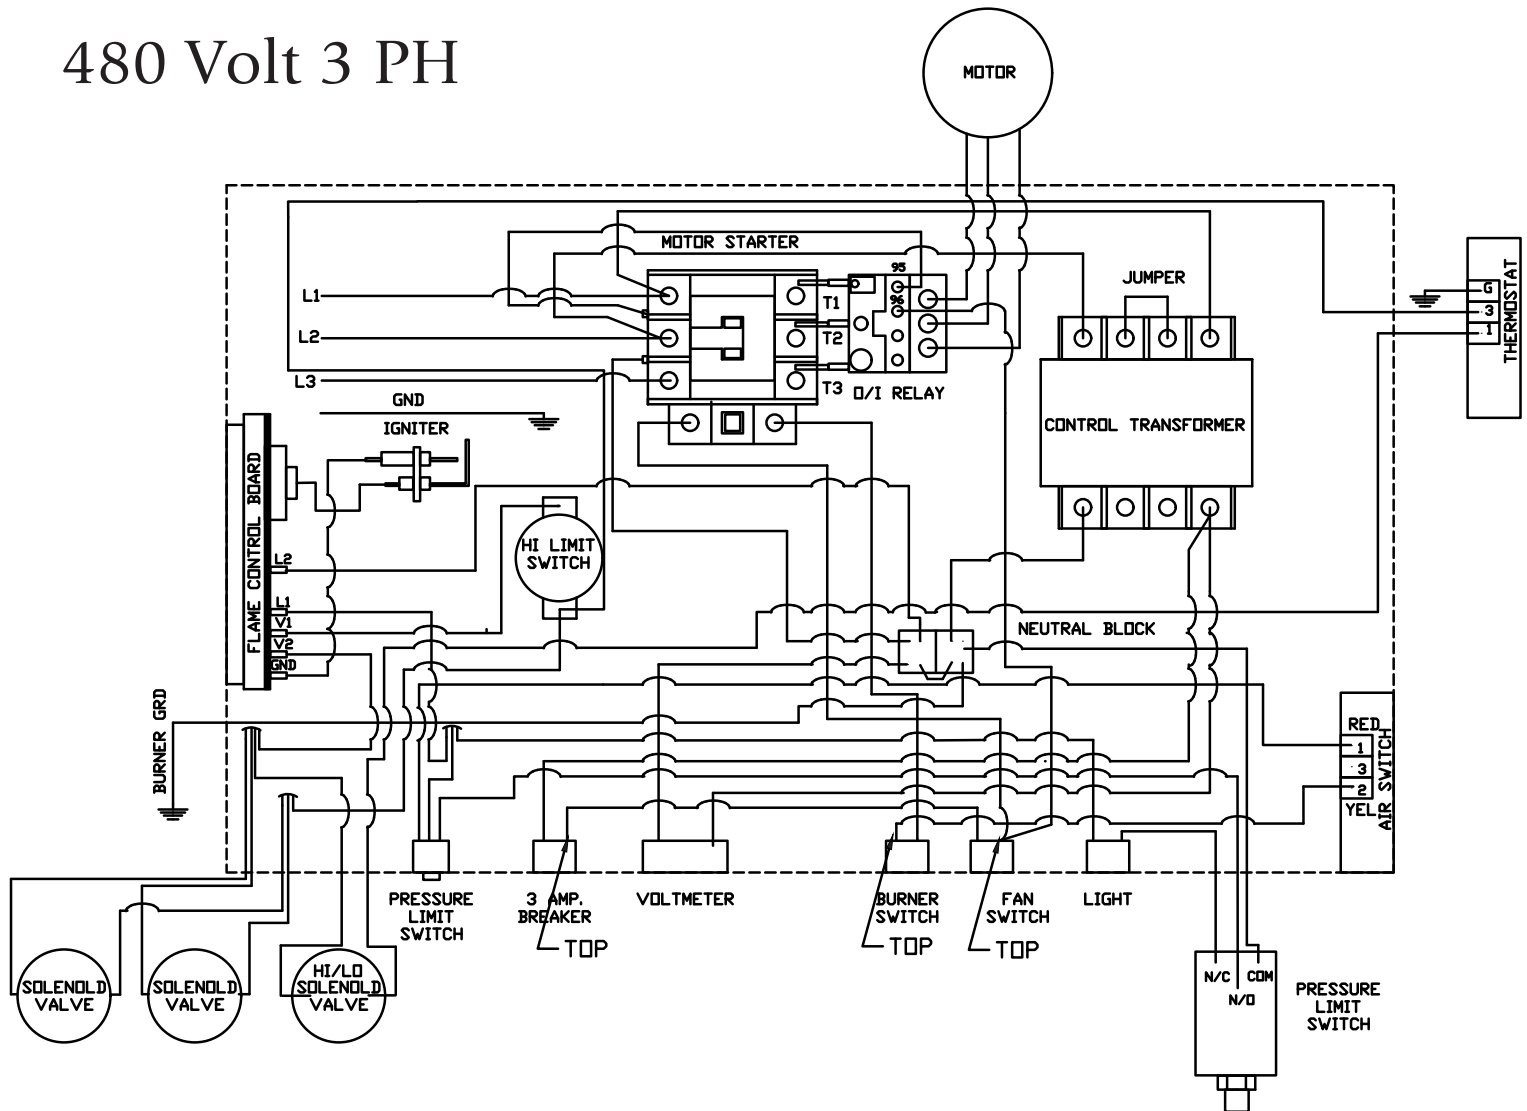 480 Volt 3 PH
MOTOR
MOTOR STARTER
95
96
JUMPER
L1
L2
L3
T1
T2
T3
O/I RELAY
G
3
1
THERMOSTAT
GND
IGNITER
CONTROL TRANSFORMER
FLAME CONTROL BOARD
L2
L1
V1
V2
GND
HI LIMIT
SWITCH
NEUTRAL BLOCK
BURNER GRD
RED
1
3
2
YEL
AIR SWITCH
PRESSURE
LIMIT
SWITCH
3 AMP.
BREAKER
TOP
VOLTMETER
BURNER
SWITCH
TOP
FAN
SWITCH
TOP
LIGHT
SOLENOLD
VALVE
SOLENOLD
VALVE
HI/LO
SOLENOLD
VALVE
N/C
COM
N/O
PRESSURE
LIMIT
SWITCH